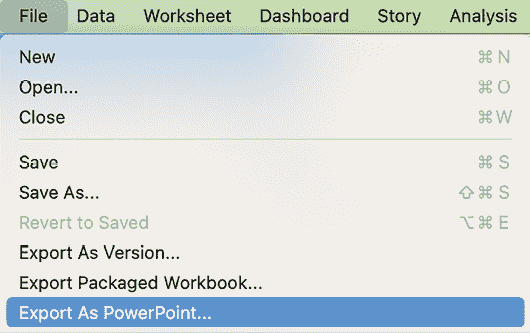 File Data Worksheet Dashboard Story Analysis
New ⌘ N
Open... ⌘ O
Close ⌘ W
Save ⌘ S
Save As... ⇧ ⌘ S
Revert to Saved ⌥ ⌘ E
Export As Version...
Export Packaged Workbook...
Export As PowerPoint...